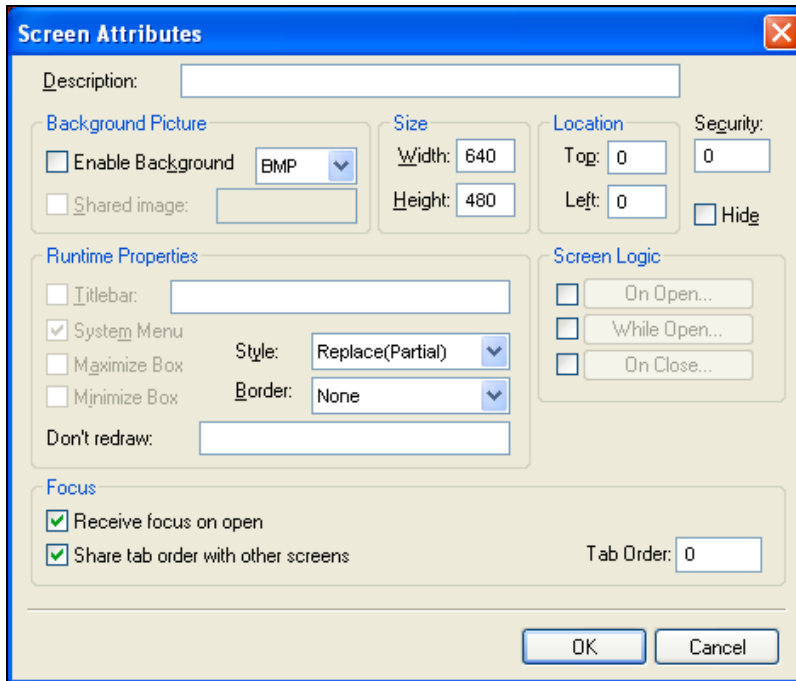 Screen Attributes
Description:
Background Picture
Enable Background BMP
Shared image:
Size
Width: 640
Height: 480
Location
Top: 0
Left: 0
Security:
0
Hide
Runtime Properties
Titlebar:
System Menu
Maximize Box
Minimize Box
Style: Replace(Partial)
Border: None
Don't redraw:
Screen Logic
On Open...
While Open...
On Close...
Focus
Receive focus on open
Share tab order with other screens
Tab Order: 0
OK Cancel